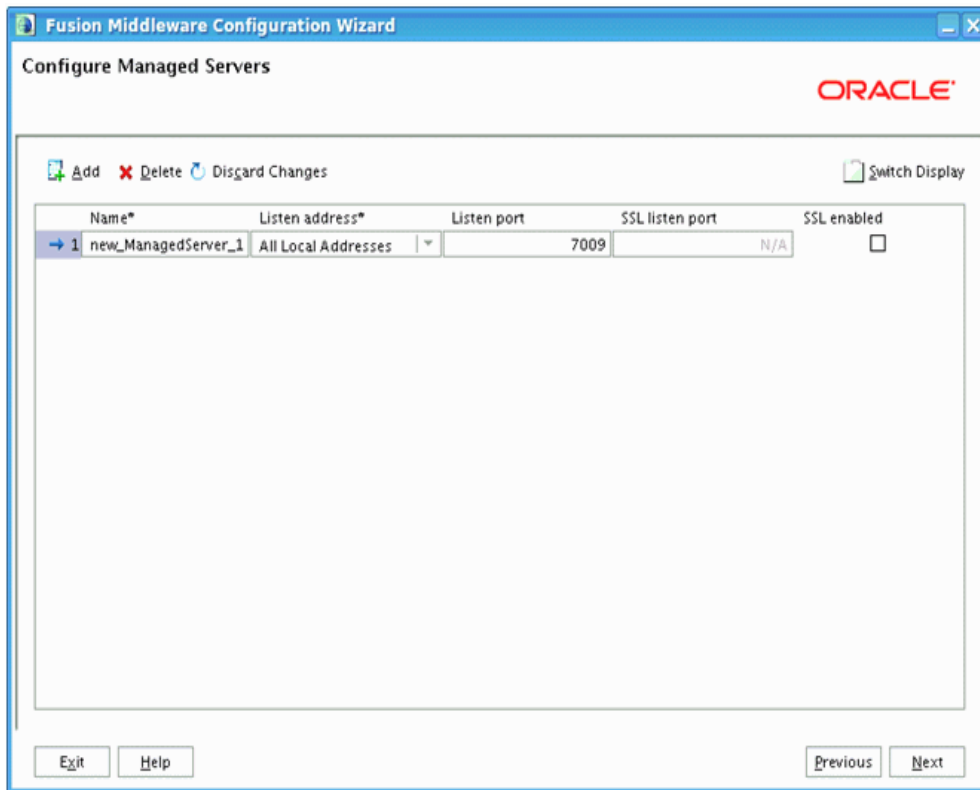 Fusion Middleware Configuration Wizard
Configure Managed Servers
ORACLE
Add Delete Discard Changes Switch Display
Name* Listen address* Listen port SSL listen port SSL enabled
1 new_ManagedServer_1 All Local Addresses 7009 N/A
Exit Help Previous Next